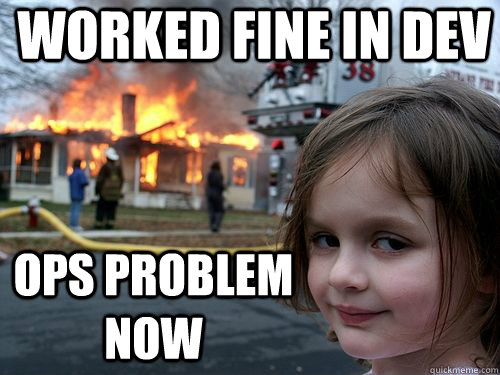 WORKED FINE IN DEV
38
OPS PROBLEM
NOW
quickmeme.com